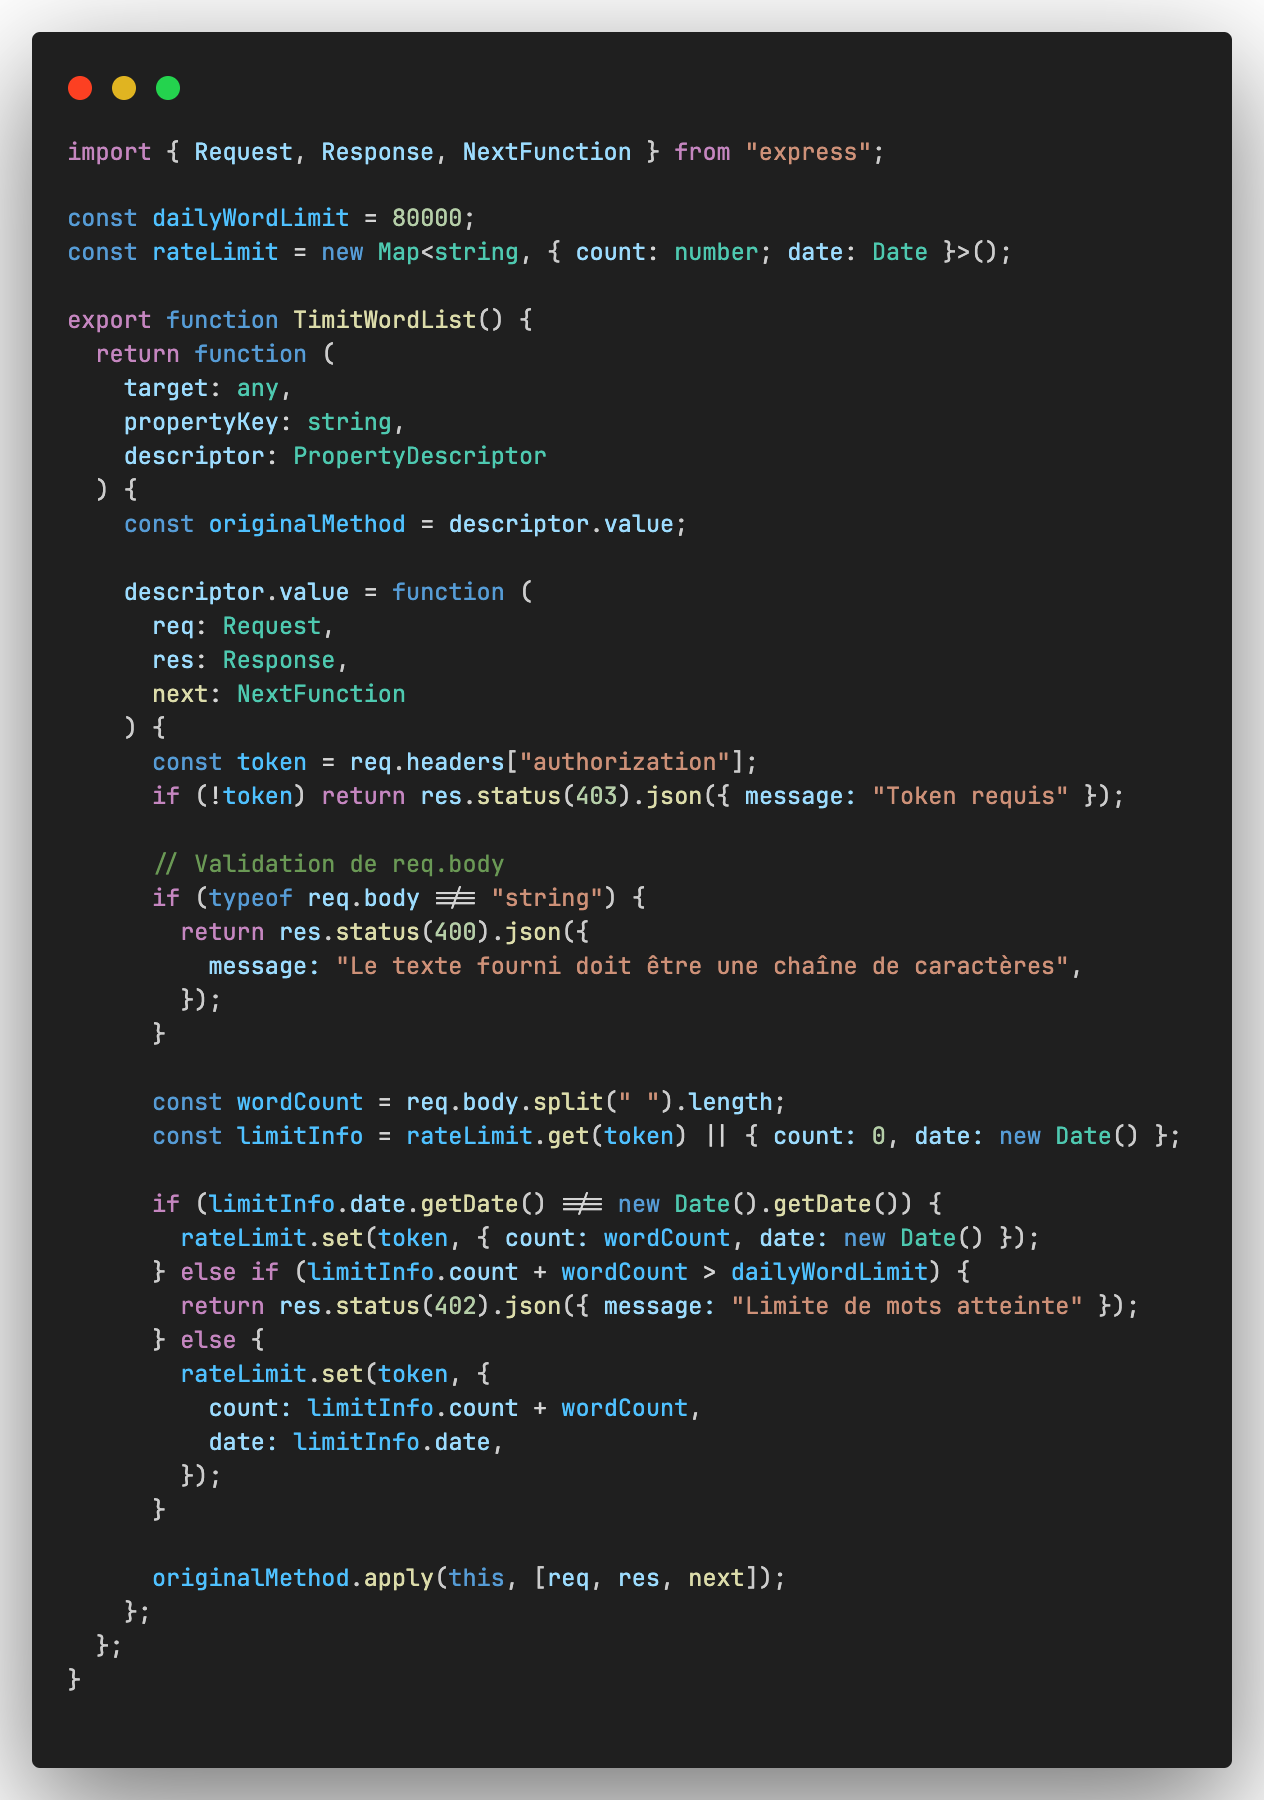 import { Request, Response, NextFunction } from "express";
const dailyWordLimit = 80000;
const rateLimit = new Map<string, { count: number; date: Date }>();
export function TimitWordList() {
  return function (
    target: any,
    propertyKey: string,
    descriptor: PropertyDescriptor
  ) {
    const originalMethod = descriptor.value;
    descriptor.value = function (
      req: Request,
      res: Response,
      next: NextFunction
    ) {
      const token = req.headers["authorization"];
      if (!token) return res.status(403).json({ message: "Token requis" });
      // Validation de req.body
      if (typeof req.body !== "string") {
        return res.status(400).json({
          message: "Le texte fourni doit être une chaîne de caractères",
        });
      }
      const wordCount = req.body.split(" ").length;
      const limitInfo = rateLimit.get(token) || { count: 0, date: new Date() };
      if (limitInfo.date.getDate() !== new Date().getDate()) {
        rateLimit.set(token, { count: wordCount, date: new Date() });
      } else if (limitInfo.count + wordCount > dailyWordLimit) {
        return res.status(402).json({ message: "Limite de mots atteinte" });
      } else {
        rateLimit.set(token, {
          count: limitInfo.count + wordCount,
          date: limitInfo.date,
        });
      }
      originalMethod.apply(this, [req, res, next]);
    };
  };
}